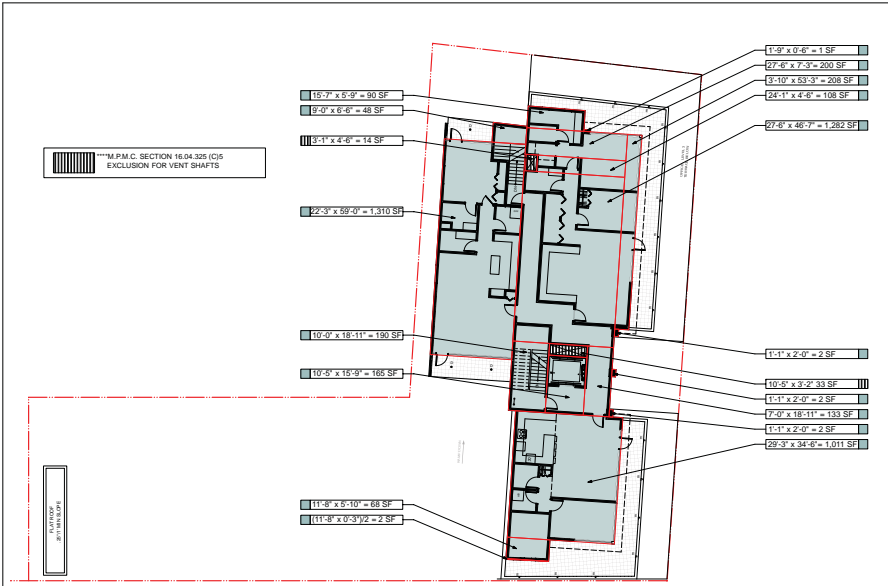 1'-9" x 0'-6" = 1 SF
27'-6" x 7'-3"= 200 SF
3'-10" x 53'-3" = 208 SF
24'-1" x 4'-6" = 108 SF
27'-6" x 46'-7" = 1,282 SF
15'-7" x 5'-9" = 90 SF
9'-0" x 6'-6" = 48 SF
3'-1" x 4'-6" = 14 SF
****M.P.M.C. SECTION 16.04.325 (C)5
EXCLUSION FOR VENT SHAFTS
22'-3" x 59'-0" = 1,310 SF
10'-0" x 18'-11" = 190 SF
10'-5" x 15'-9" = 165 SF
1'-1" x 2'-0" = 2 SF
10'-5" x 3'-2" 33 SF
1'-1" x 2'-0" = 2 SF
7'-0" x 18'-11" = 133 SF
1'-1" x 2'-0" = 2 SF
29'-3" x 34'-6"= 1,011 SF
11'-8" x 5'-10" = 68 SF
(11'-8" x 0'-3")/2 = 2 SF
FLAT ROOF